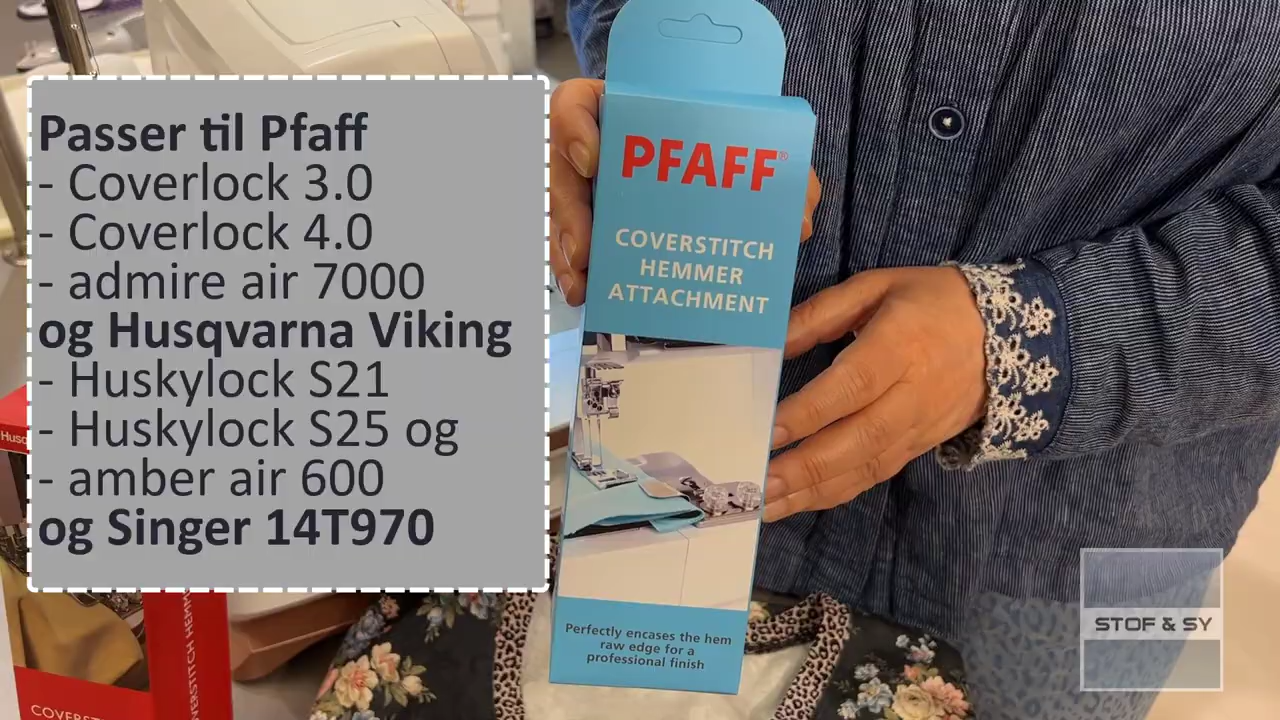 Passer til Pfaff
- Coverlock 3.0
- Coverlock 4.0
- admire air 7000
og Husqvarna Viking
- Huskylock S21
- Huskylock S25 og
- amber air 600
og Singer 14T970
PFAFF®
COVERSTITCH
HEMMER
ATTACHMENT
Perfectly encases the hem
raw edge for a
professional finish
STOF & SY